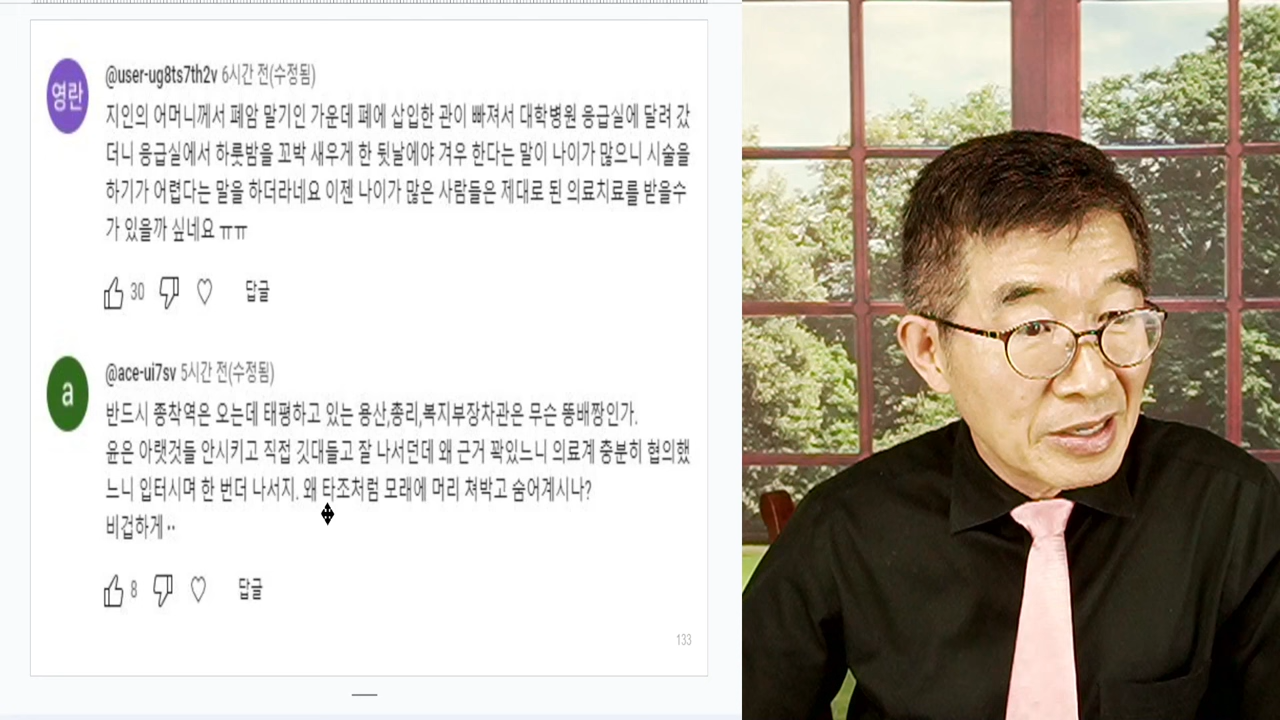 영란
@user-ug8ts7th2v 6시간 전(수정됨)
지인의 어머니께서 폐암 말기인 가운데 폐에 삽입한 관이 빠져서 대학병원 응급실에 달려 갔
더니 응급실에서 하룻밤을 꼬박 새우게 한 뒷날에야 겨우 한다는 말이 나이가 많으니 시술을
하기가 어렵다는 말을 하더라네요 이젠 나이가 많은 사람들은 제대로 된 의료치료를 받을수
가 있을까 싶네요 ㅠㅠ
30 답글
a
@ace-ui7sv 5시간 전(수정됨)
반드시 종착역은 오는데 태평하고 있는 용산,총리,복지부장차관은 무슨 똥배짱인가.
윤은 아랫것들 안시키고 직접 깃대들고 잘 나서던데 왜 근거 꽉있느니 의료계 충분히 협의했
느니 입터시며 한 번더 나서지. 왜 타조처럼 모래에 머리 쳐박고 숨어계시나?
비겁하게··
8 답글
133